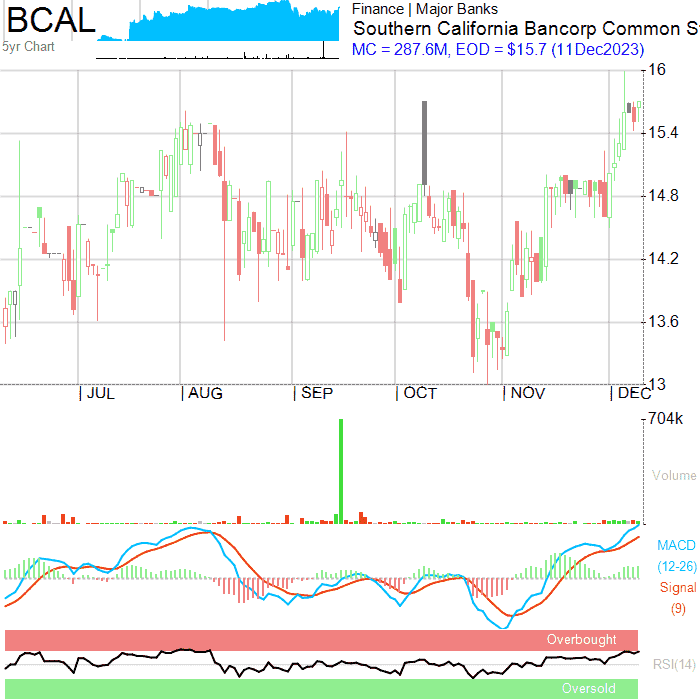 BCAL
5yr Chart
Finance | Major Banks
Southern California Bancorp Common S
MC = 287.6M, EOD = $15.7 (11Dec2023)
16
15.4
14.8
14.2
13.6
13
JUL
AUG
SEP
OCT
NOV
DEC
704k
Volume
MACD
(12-26)
Signal
(9)
Overbought
RSI(14)
Oversold